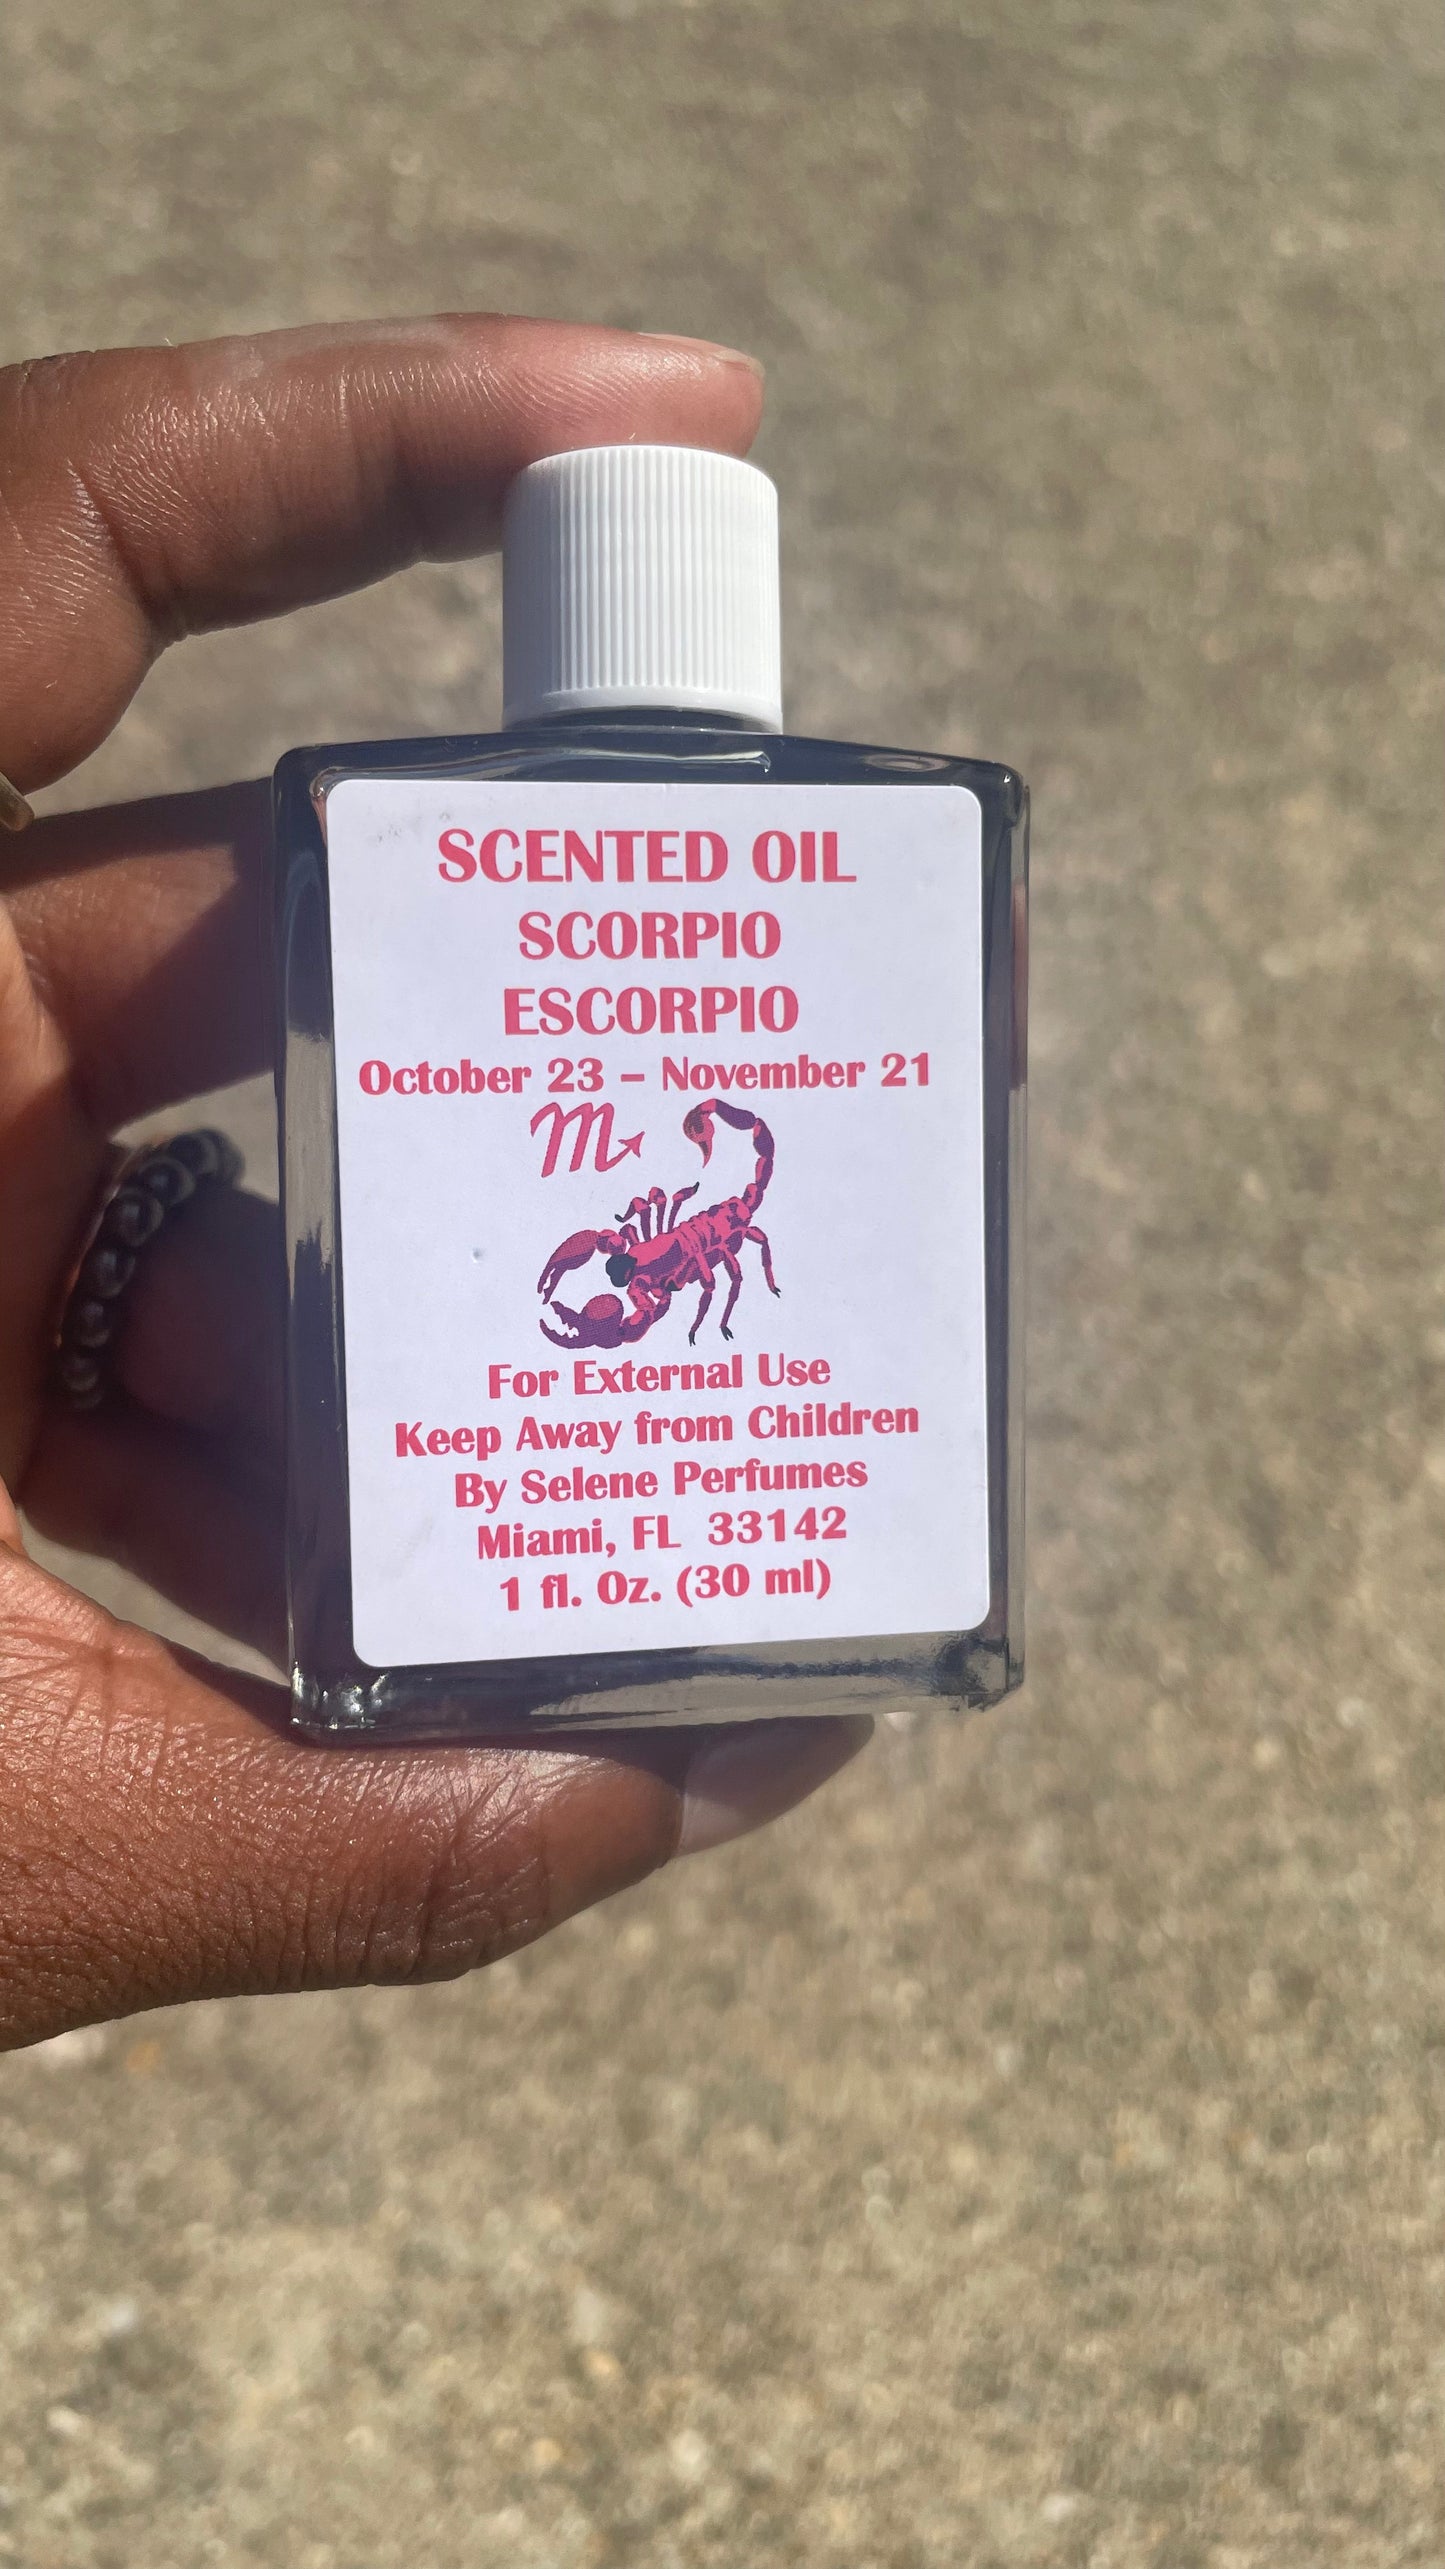 SCENTED OIL
SCORPIO
ESCORPIO
October 23 – November 21
For External Use
Keep Away from Children
By Selene Perfumes
Miami, FL 33142
1 fl. Oz. (30 ml)